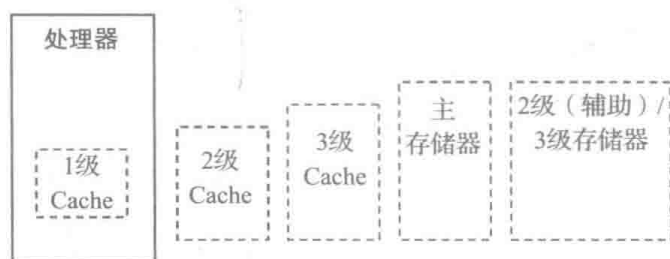 处理器
1级
Cache
2级
Cache
3级
Cache
主
存储器
2级（辅助）/
3级存储器